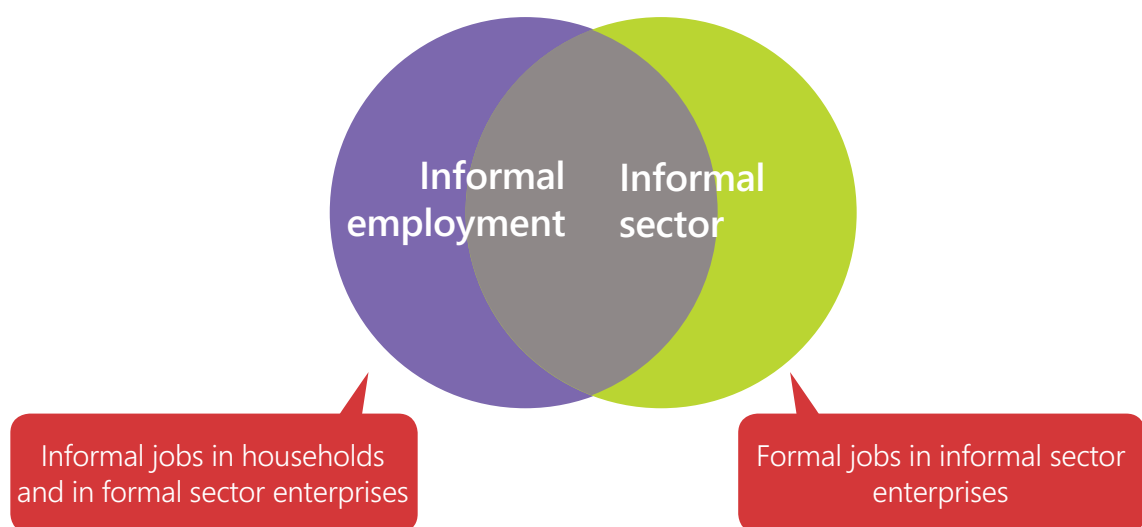 Informal
employment
Informal
sector
Informal jobs in households
and in formal sector enterprises
Formal jobs in informal sector
enterprises